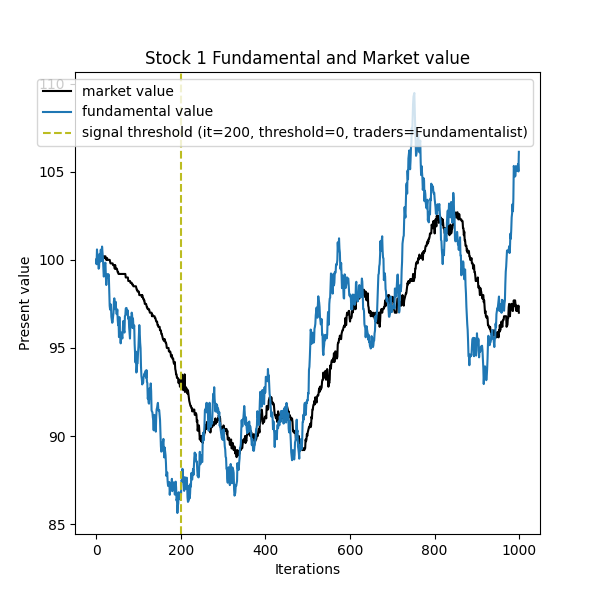 Stock 1 Fundamental and Market value
110
market value
fundamental value
signal threshold (it=200, threshold=0, traders=Fundamentalist)
105
100
95
90
85
Present value
0 200 400 600 800 1000
Iterations